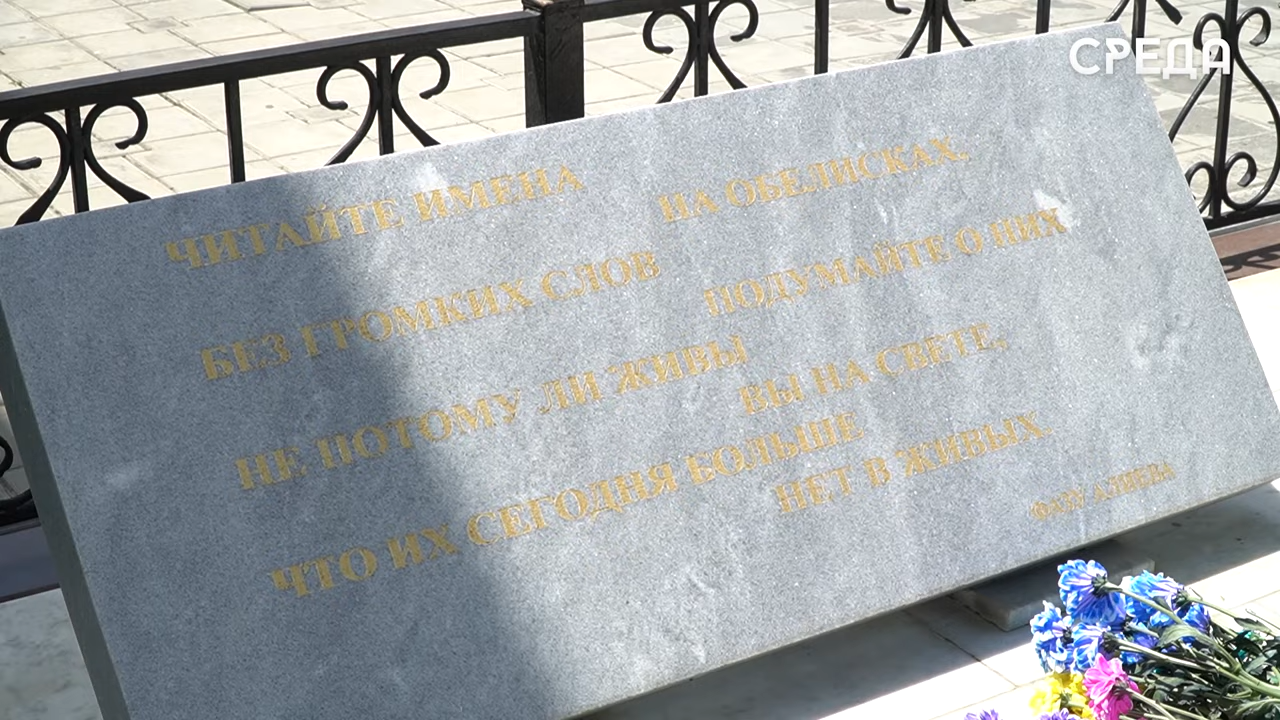 СРЕДА
ЧИТАЙТЕ ИМЕНА
НА ОБЕЛИСКАХ,
БЕЗ ГРОМКИХ СЛОВ
ПОДУМАЙТЕ О НИХ
НЕ ПОТОМУ ЛИ ЖИВЫ
ВЫ НА СВЕТЕ,
ЧТО ИХ СЕГОДНЯ БОЛЬШЕ
НЕТ В ЖИВЫХ.
ФАЗУ АЛИЕВА